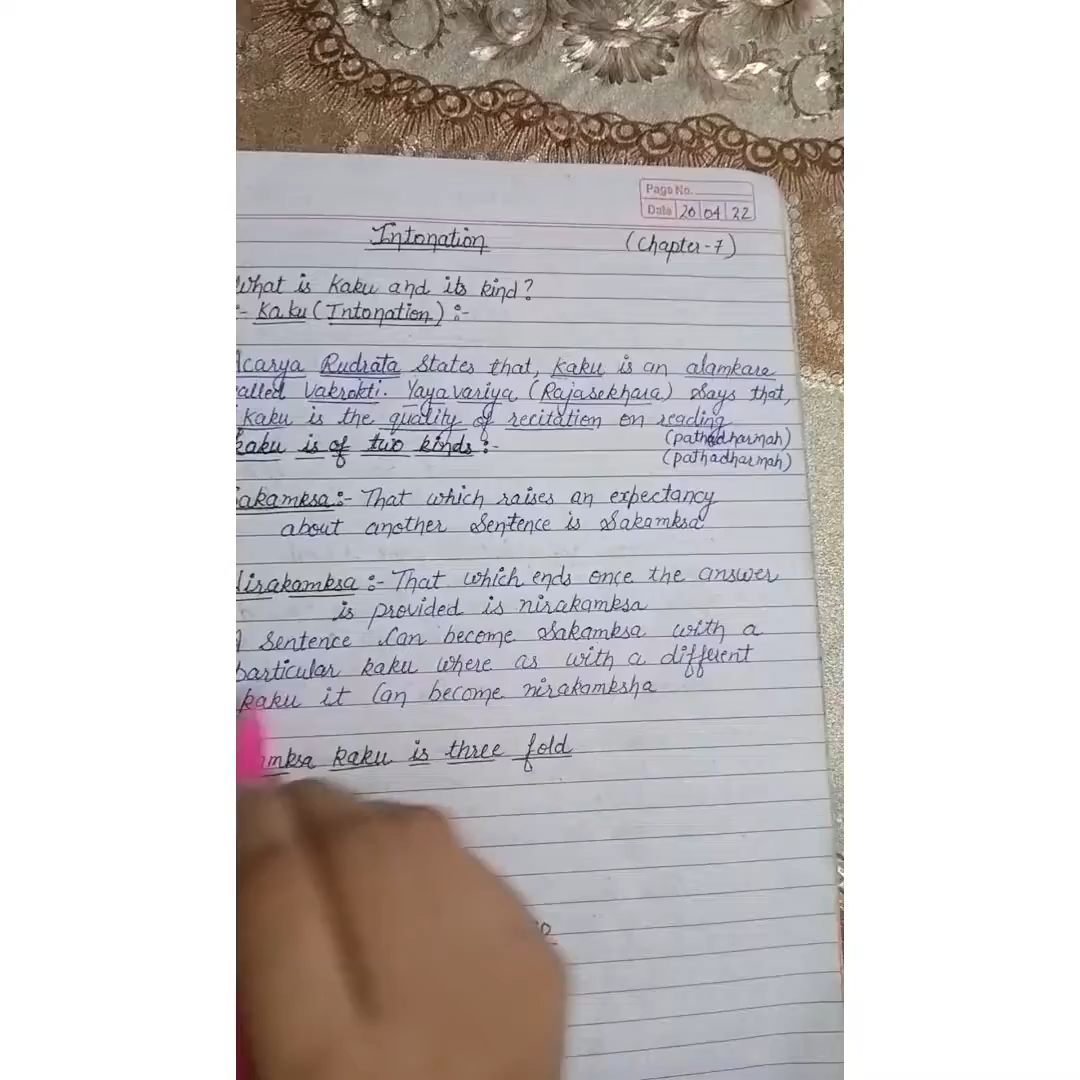 Page No.
Date 20 04 22
Intonation (Chapter-7)
What is Kaku and its kind?
:- Kaku (Intonation) :-
Acarya Rudrata states that, Kaku is an alamkara
called Vakrokti. Yayavariya (Rajasekhara) says that,
Kaku is the quality of recitation on reading
(pathadharmah)
Kaku is of two kinds :-
(pathadharmah)
akamksa :- That which raises an expectancy
about another sentence is Sakamksa
Nirakamksa :- That which ends once the answer
is provided is nirakamksa
A sentence can become Sakamksa with a
particular kaku where as with a different
kaku it can become nirakamksha
amksa kaku is three fold